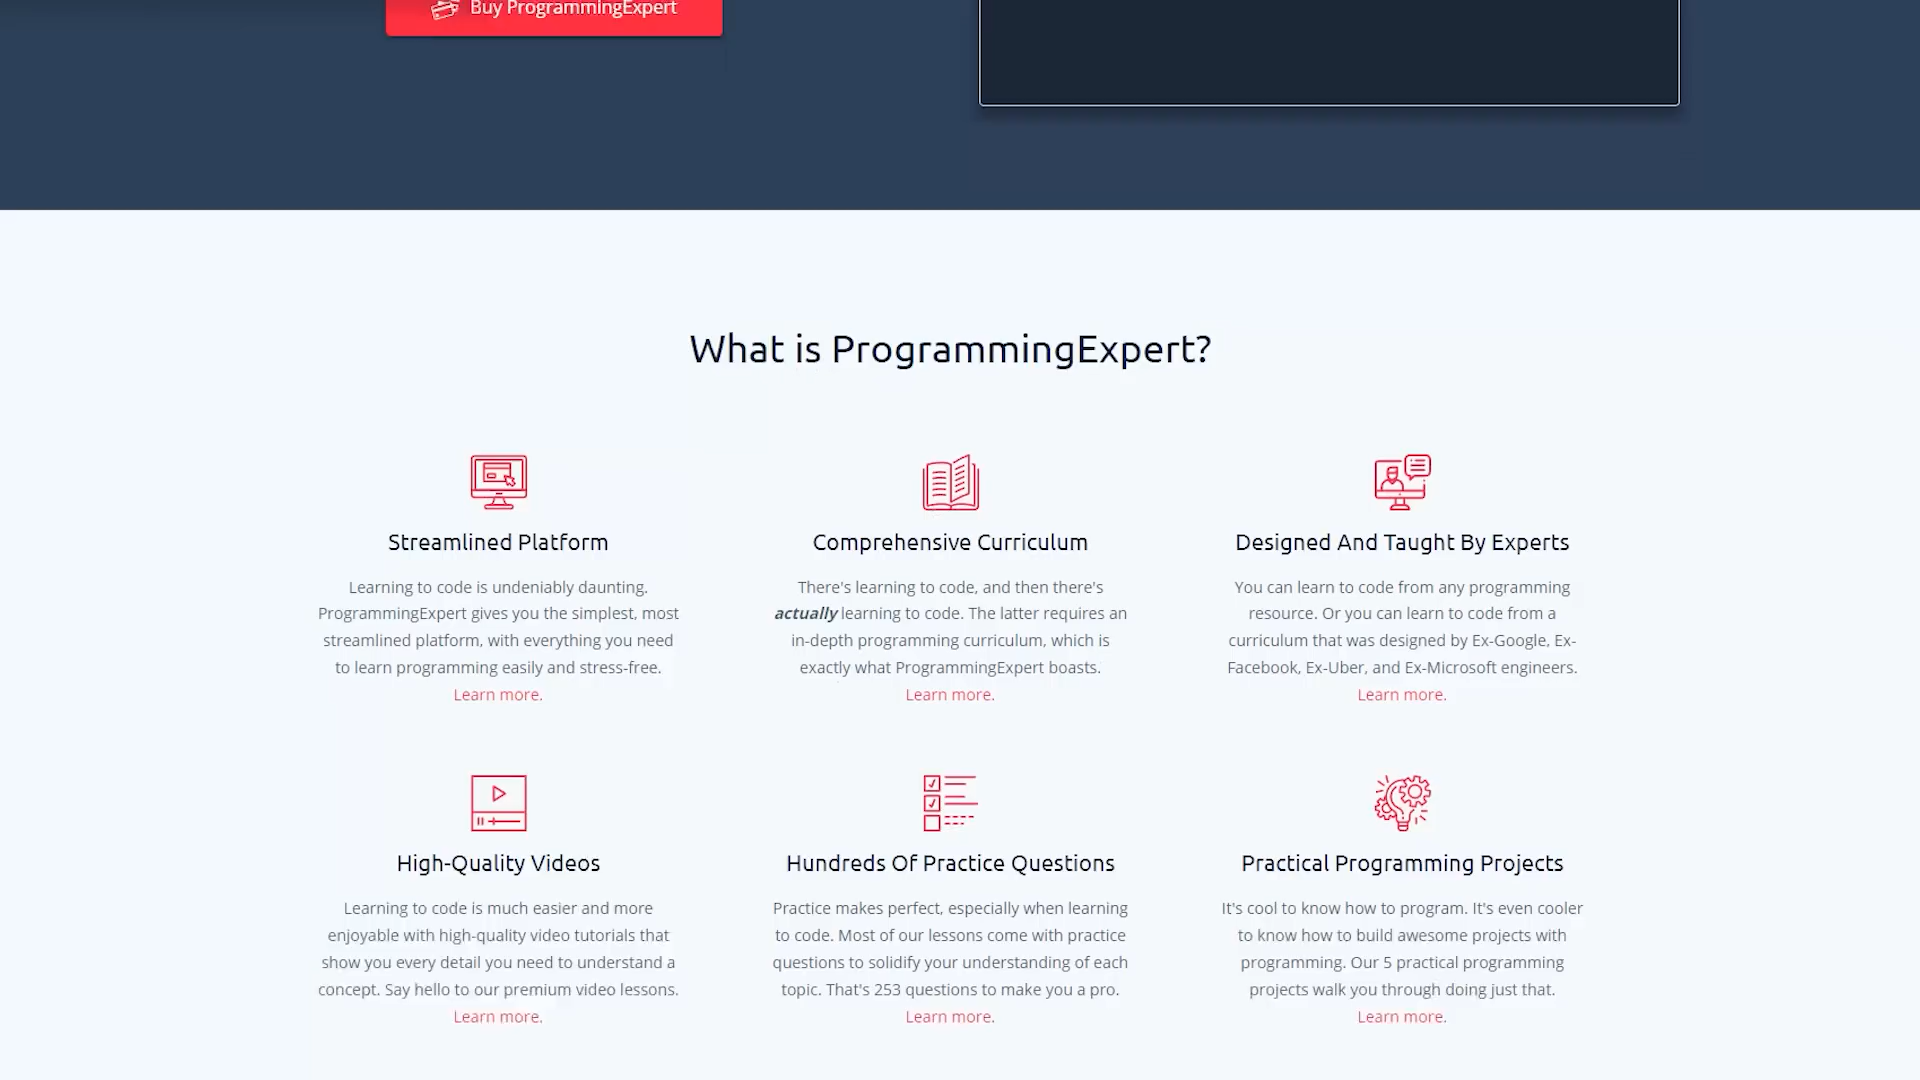 Buy ProgrammingExpert
What is ProgrammingExpert?
Streamlined Platform
Learning to code is undeniably daunting.
ProgrammingExpert gives you the simplest, most
streamlined platform, with everything you need
to learn programming easily and stress-free.
Learn more.
Comprehensive Curriculum
There's learning to code, and then there's
actually learning to code. The latter requires an
in-depth programming curriculum, which is
exactly what ProgrammingExpert boasts.
Learn more.
Designed And Taught By Experts
You can learn to code from any programming
resource. Or you can learn to code from a
curriculum that was designed by Ex-Google, Ex-
Facebook, Ex-Uber, and Ex-Microsoft engineers.
Learn more.
High-Quality Videos
Learning to code is much easier and more
enjoyable with high-quality video tutorials that
show you every detail you need to understand a
concept. Say hello to our premium video lessons.
Learn more.
Hundreds Of Practice Questions
Practice makes perfect, especially when learning
to code. Most of our lessons come with practice
questions to solidify your understanding of each
topic. That's 253 questions to make you a pro.
Learn more.
Practical Programming Projects
It's cool to know how to program. It's even cooler
to know how to build awesome projects with
programming. Our 5 practical programming
projects walk you through doing just that.
Learn more.